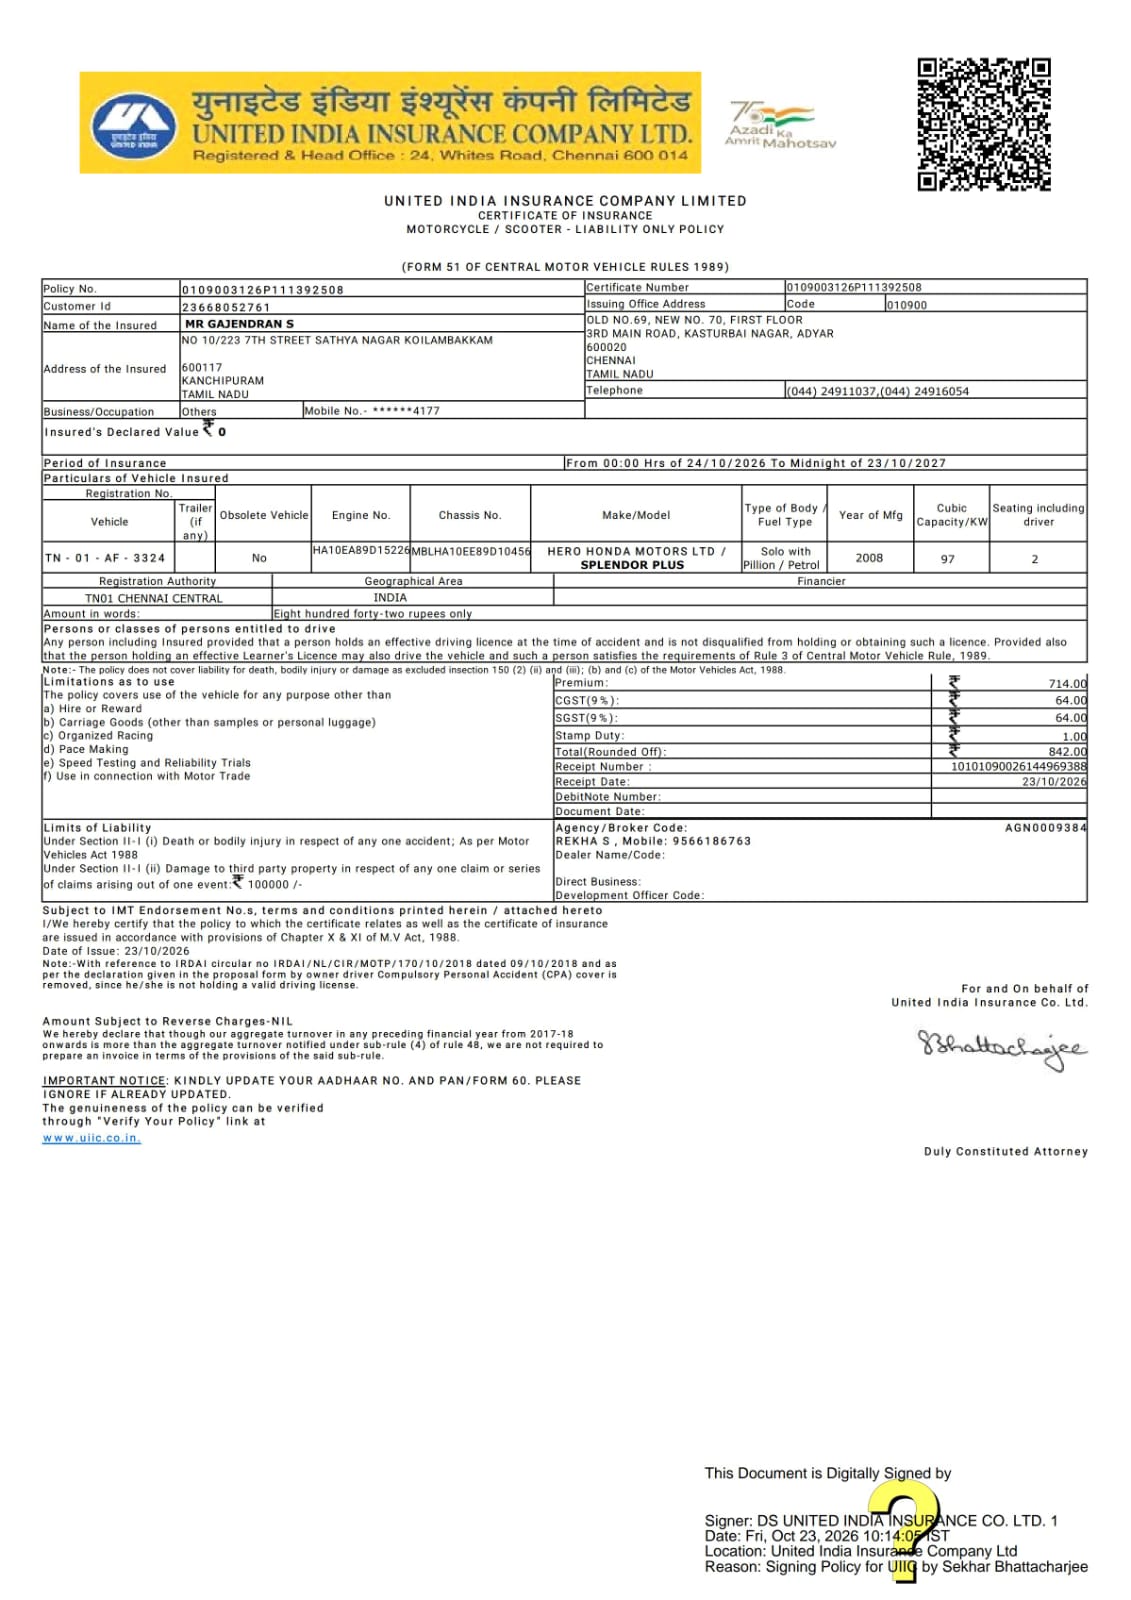 युनाइटेड इंडिया इंश्यूरेंस कंपनी लिमिटेड
UNITED INDIA INSURANCE COMPANY LTD.
Registered & Head Office : 24, Whites Road, Chennai 600 014
युनाइटेड इंडिया
UNITED INDIA
75
Azadi Ka
Amrit Mahotsav
UNITED INDIA INSURANCE COMPANY LIMITED
CERTIFICATE OF INSURANCE
MOTORCYCLE / SCOOTER - LIABILITY ONLY POLICY
(FORM 51 OF CENTRAL MOTOR VEHICLE RULES 1989)
Policy No. 0109003126P111392508
Customer Id 23668052761
Name of the Insured MR GAJENDRAN S
Address of the Insured NO 10/223 7TH STREET SATHYA NAGAR KOILAMBAKKAM
600117
KANCHIPURAM
TAMIL NADU
Business/Occupation Others Mobile No.- ******4177
Certificate Number 0109003126P111392508
Issuing Office Address Code 010900
OLD NO.69, NEW NO. 70, FIRST FLOOR
3RD MAIN ROAD, KASTURBAI NAGAR, ADYAR
600020
CHENNAI
TAMIL NADU
Telephone (044) 24911037,(044) 24916054
Insured's Declared Value ₹ 0
Period of Insurance From 00:00 Hrs of 24/10/2026 To Midnight of 23/10/2027
Particulars of Vehicle Insured
Registration No.
Vehicle Trailer (if any) Obsolete Vehicle Engine No. Chassis No. Make/Model Type of Body / Fuel Type Year of Mfg Cubic Capacity/KW Seating including driver
TN - 01 - AF - 3324 No HA10EA89D15226 MBLHA10EE89D10456 HERO HONDA MOTORS LTD / SPLENDOR PLUS Solo with Pillion / Petrol 2008 97 2
Registration Authority Geographical Area Financier
TN01 CHENNAI CENTRAL INDIA
Amount in words: Eight hundred forty-two rupees only
Persons or classes of persons entitled to drive
Any person including Insured provided that a person holds an effective driving licence at the time of accident and is not disqualified from holding or obtaining such a licence. Provided also
that the person holding an effective Learner's Licence may also drive the vehicle and such a person satisfies the requirements of Rule 3 of Central Motor Vehicle Rule, 1989.
Note:- The policy does not cover liability for death, bodily injury or damage as excluded insection 150 (2) (ii) and (iii); (b) and (c) of the Motor Vehicles Act, 1988.
Limitations as to use
The policy covers use of the vehicle for any purpose other than
a) Hire or Reward
b) Carriage Goods (other than samples or personal luggage)
c) Organized Racing
d) Pace Making
e) Speed Testing and Reliability Trials
f) Use in connection with Motor Trade
Premium: ₹ 714.00
CGST(9%): ₹ 64.00
SGST(9%): ₹ 64.00
Stamp Duty: ₹ 1.00
Total(Rounded Off): ₹ 842.00
Receipt Number : 10101090026144969388
Receipt Date: 23/10/2026
DebitNote Number:
Document Date:
Limits of Liability
Under Section II-I (i) Death or bodily injury in respect of any one accident; As per Motor
Vehicles Act 1988
Under Section II-I (ii) Damage to third party property in respect of any one claim or series
of claims arising out of one event:₹ 100000 /-
Agency/Broker Code: AGN0009384
REKHA S , Mobile: 9566186763
Dealer Name/Code:
Direct Business:
Development Officer Code:
Subject to IMT Endorsement No.s, terms and conditions printed herein / attached hereto
I/We hereby certify that the policy to which the certificate relates as well as the certificate of insurance
are issued in accordance with provisions of Chapter X & XI of M.V Act, 1988.
Date of Issue: 23/10/2026
Note:-With reference to IRDAI circular no IRDAI/NL/CIR/MOTP/170/10/2018 dated 09/10/2018 and as
per the declaration given in the proposal form by owner driver Compulsory Personal Accident (CPA) cover is
removed, since he/she is not holding a valid driving license.
For and On behalf of
United India Insurance Co. Ltd.
Amount Subject to Reverse Charges-NIL
We hereby declare that though our aggregate turnover in any preceding financial year from 2017-18
onwards is more than the aggregate turnover notified under sub-rule (4) of rule 48, we are not required to
prepare an invoice in terms of the provisions of the said sub-rule.
SBhattacharjee
IMPORTANT NOTICE: KINDLY UPDATE YOUR AADHAAR NO. AND PAN/FORM 60. PLEASE
IGNORE IF ALREADY UPDATED.
The genuineness of the policy can be verified
through "Verify Your Policy" link at
www.uiic.co.in.
Duly Constituted Attorney
This Document is Digitally Signed by
?
Signer: DS UNITED INDIA INSURANCE CO. LTD. 1
Date: Fri, Oct 23, 2026 10:14:05 IST
Location: United India Insurance Company Ltd
Reason: Signing Policy for UIIC by Sekhar Bhattacharjee